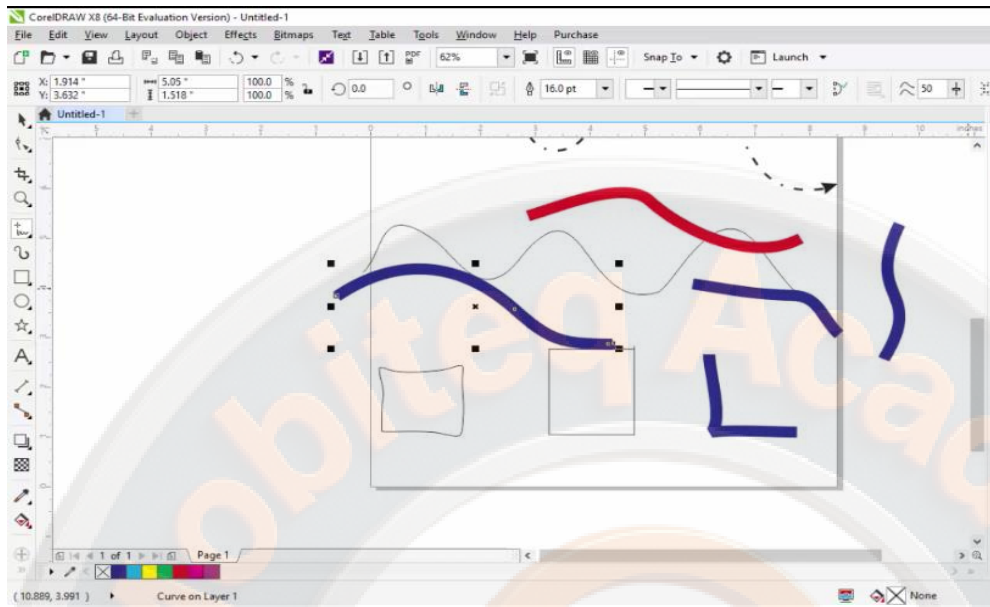 CorelDRAW X8 (64-Bit Evaluation Version) - Untitled-1
File Edit View Layout Object Effects Bitmaps Text Table Tools Window Help Purchase
PDF 62% Snap To Launch
X: 1.914 " 5.05 " 100.0 % 0.0 16.0 pt 50
Y: 3.632 " 1.518 " 100.0 %
Untitled-1
inches
obiteq Aca
1 of 1 Page 1
( 10.889, 3.991 ) Curve on Layer 1 None